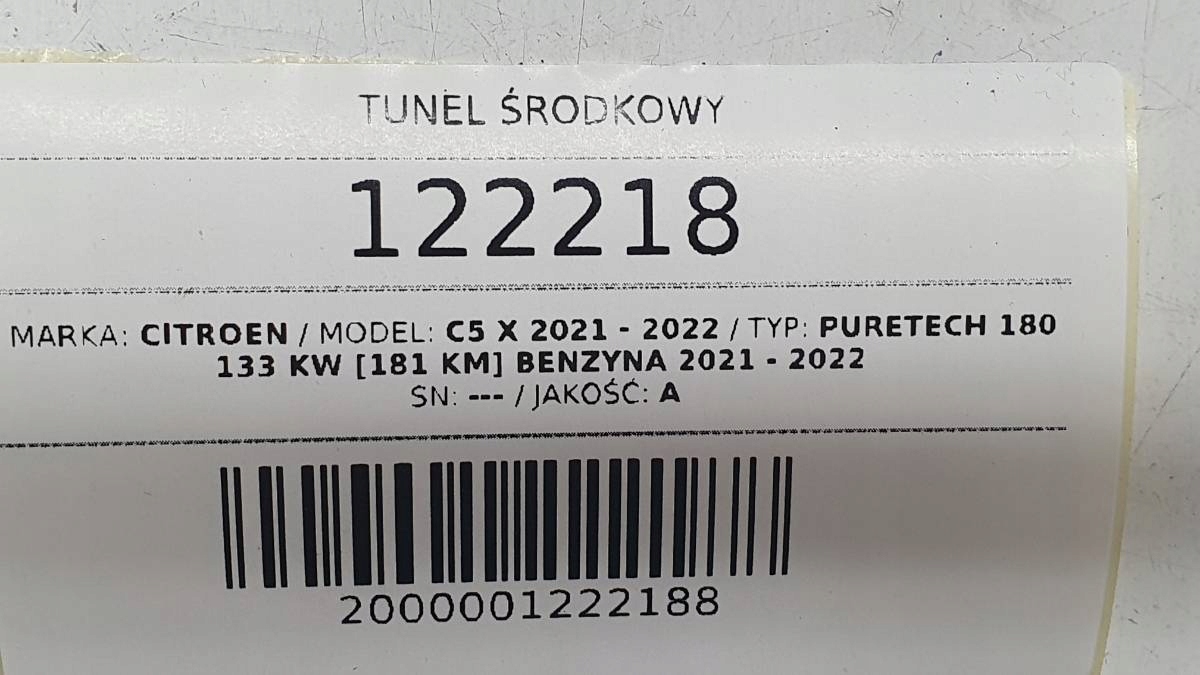 TUNEL ŚRODKOWY
122218
MARKA: CITROEN / MODEL: C5 X 2021 - 2022 / TYP: PURETECH 180
133 KW [181 KM] BENZYNA 2021 - 2022
SN: --- / JAKOŚĆ: A
2000001222188